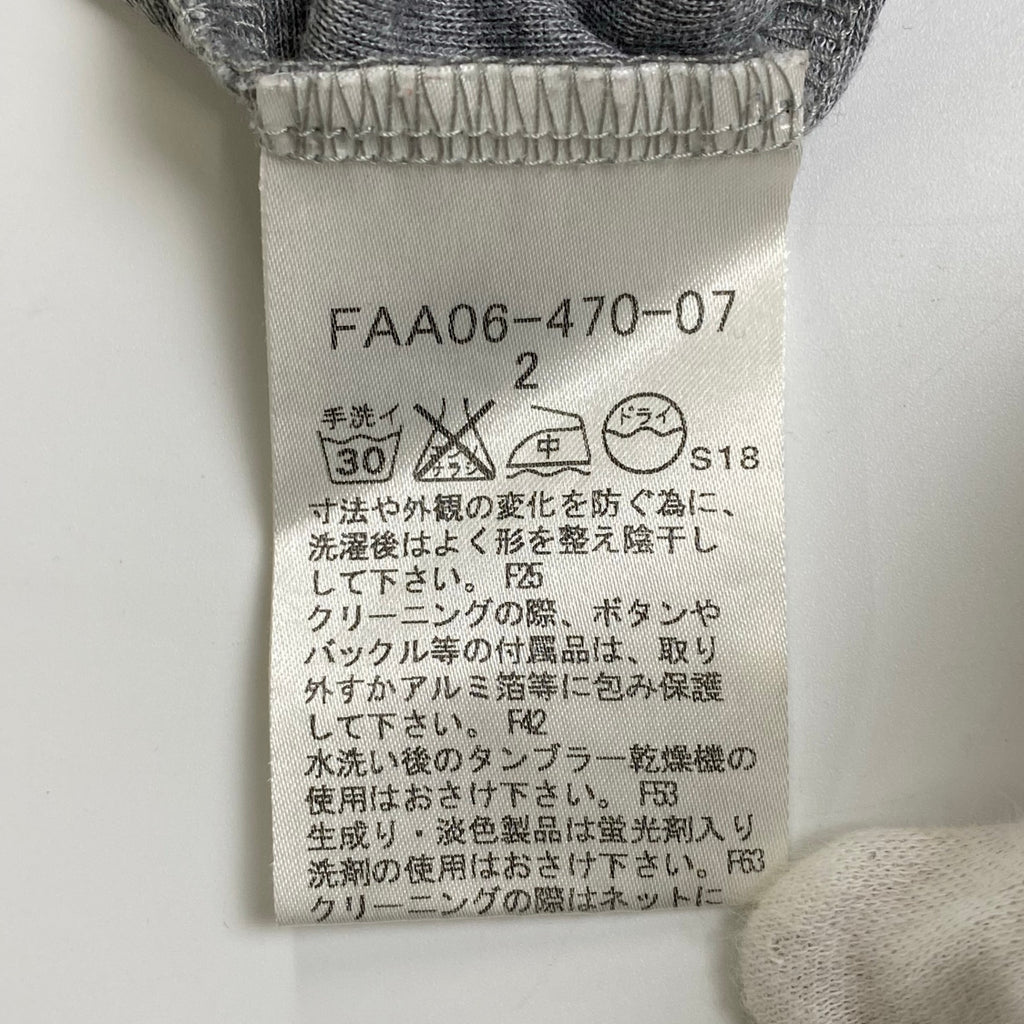 FAA06-470-07
2
手洗イ 中 ドライ
30 S18
寸法や外観の変化を防ぐ為に、
洗濯後はよく形を整え陰干し
して下さい。 F25
クリーニングの際、ボタンや
バックル等の付属品は、取り
外すかアルミ箔等に包み保護
して下さい。 F42
水洗い後のタンブラー乾燥機の
使用はおさけ下さい。 F53
生成り・淡色製品は蛍光剤入り
洗剤の使用はおさけ下さい。F63
クリーニングの際はネットに